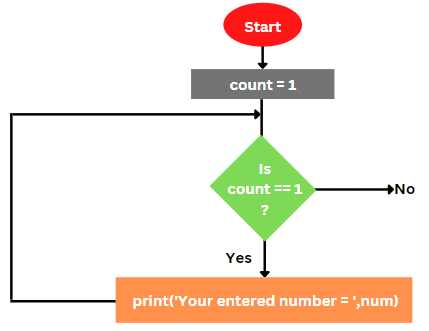 Start
count = 1
Is
count == 1
?
No
Yes
print('Your entered number = ',num)